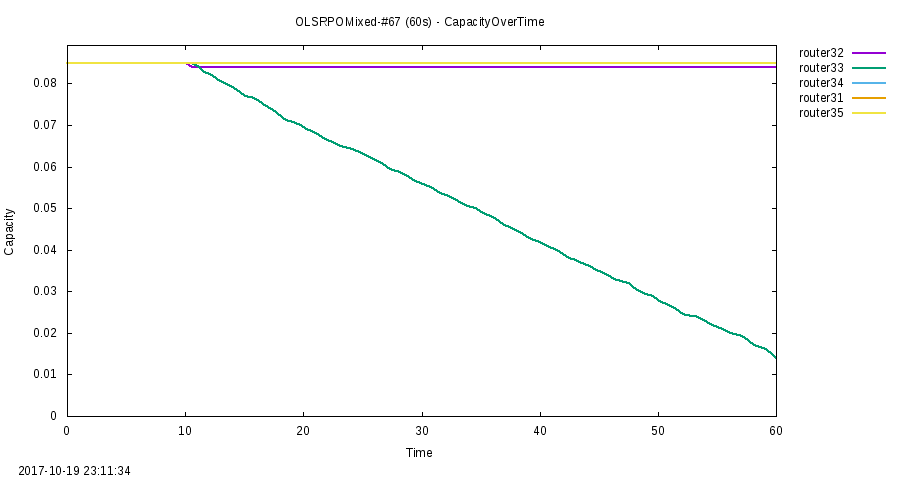 OLSRPOMixed-#67 (60s) - CapacityOverTime
router32
router33
router34
router31
router35
0.08
0.07
0.06
0.05
0.04
0.03
0.02
0.01
0
Capacity
0 10 20 30 40 50 60
Time
2017-10-19 23:11:34